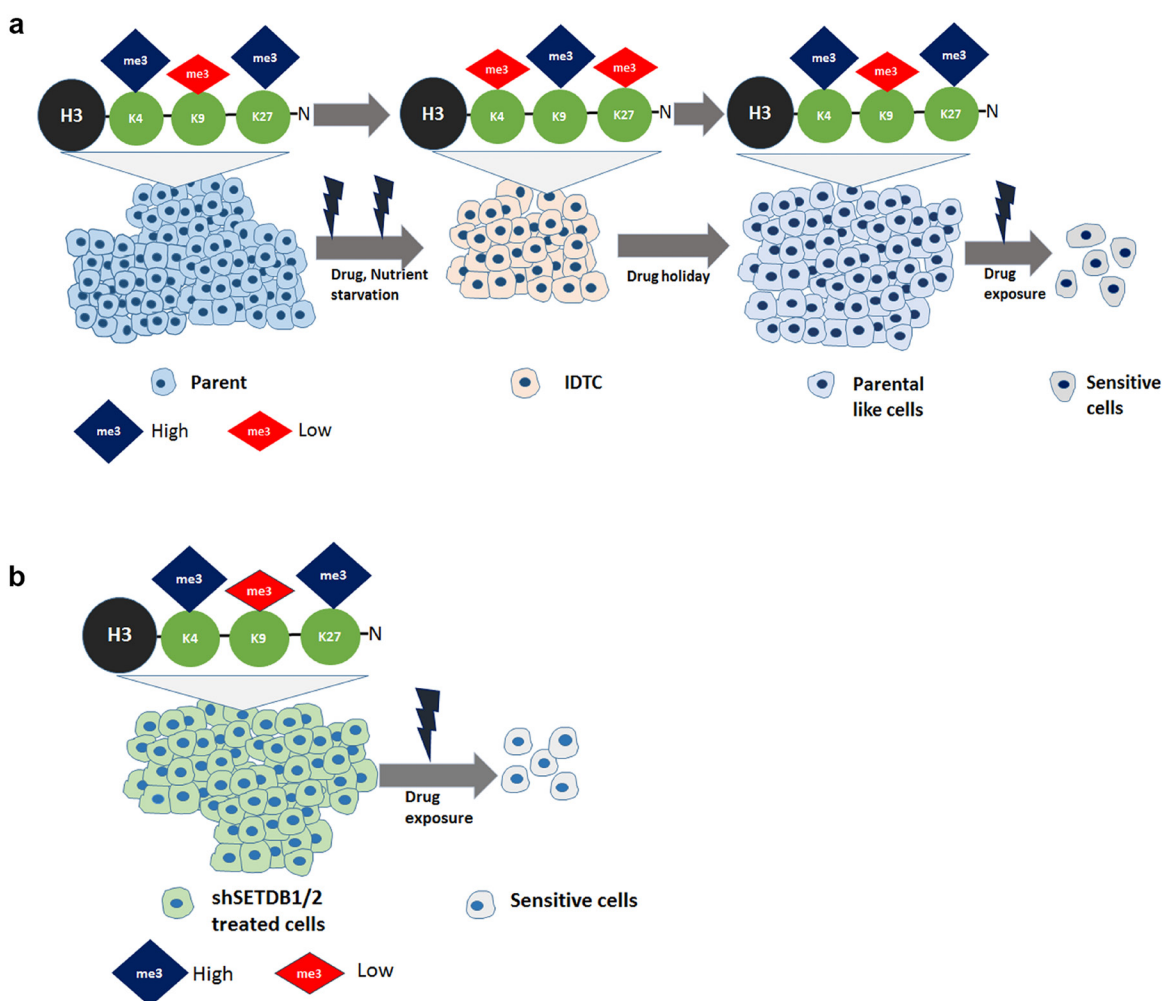 a
me3 me3 me3
H3 K4 K9 K27 N
me3 me3 me3
H3 K4 K9 K27 N
me3 me3 me3
H3 K4 K9 K27 N
Drug, Nutrient
starvation
Drug holiday
Drug
exposure
Parent
IDTC
Parental
like cells
Sensitive
cells
me3 High
me3 Low
b
me3 me3 me3
H3 K4 K9 K27 N
Drug
exposure
shSETDB1/2
treated cells
Sensitive cells
me3 High
me3 Low